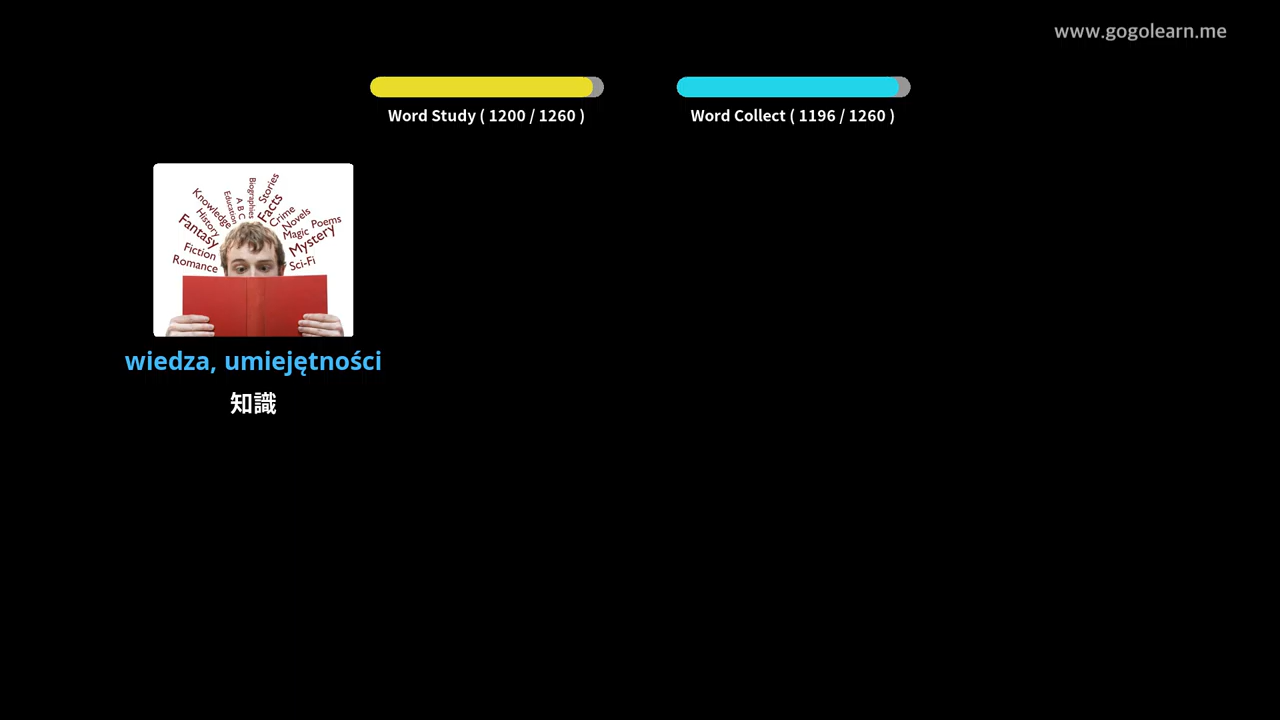 www.gogolearn.me
Word Study ( 1200 / 1260 )
Word Collect ( 1196 / 1260 )
Biographies
Stories
Knowledge
Education
A B C
Facts
History
Crime
Novels
Fantasy
Magic
Poems
Mystery
Fiction
Romance
Sci-Fi
wiedza, umiejętności
知識